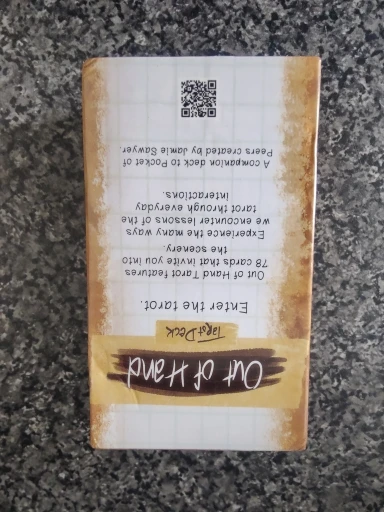 Out of Hand
Tarot Deck
Enter the tarot.
Out of Hand Tarot features
78 cards that invite you into
the scenery.
Experience the many ways
we encounter lessons of the
tarot through everyday
interactions.
A companion deck to Pocket of
Peers created by Jamie Sawyer.